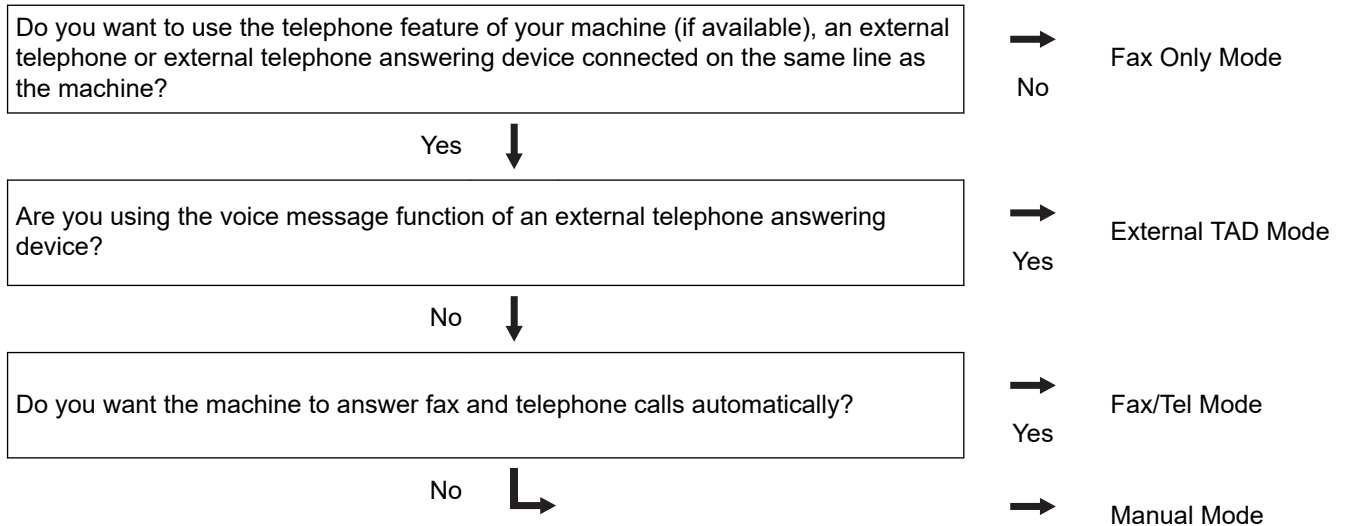 Do you want to use the telephone feature of your machine (if available), an external
telephone or external telephone answering device connected on the same line as
the machine?
No
Fax Only Mode
Yes
Are you using the voice message function of an external telephone answering
device?
Yes
External TAD Mode
No
Do you want the machine to answer fax and telephone calls automatically?
Yes
Fax/Tel Mode
No
Manual Mode